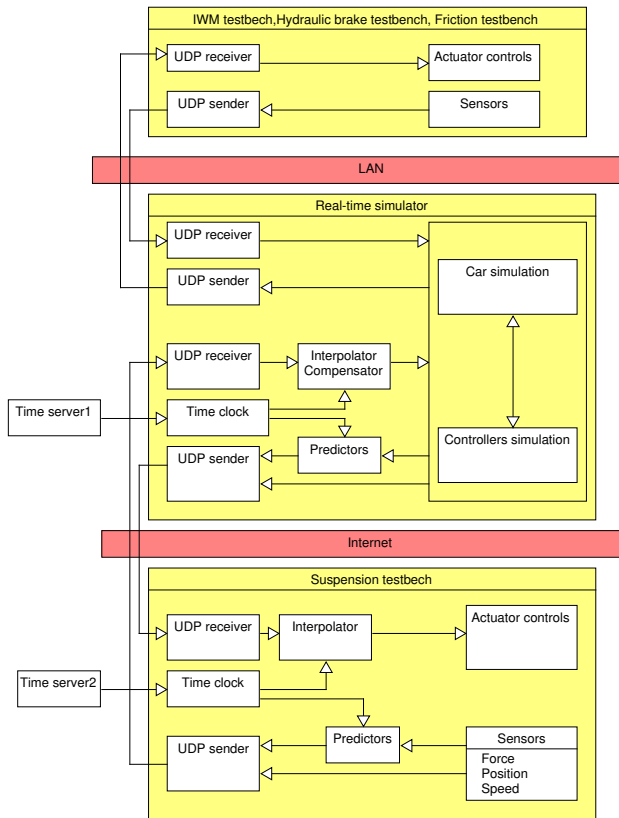 IWM testbech,Hydraulic brake testbench, Friction testbench
UDP receiver
Actuator controls
UDP sender
Sensors
LAN
Real-time simulator
UDP receiver
UDP sender
Car simulation
UDP receiver
Interpolator
Compensator
Time server1
Time clock
Controllers simulation
Predictors
UDP sender
Internet
Suspension testbech
UDP receiver
Interpolator
Actuator controls
Time server2
Time clock
Predictors
Sensors
UDP sender
Force
Position
Speed